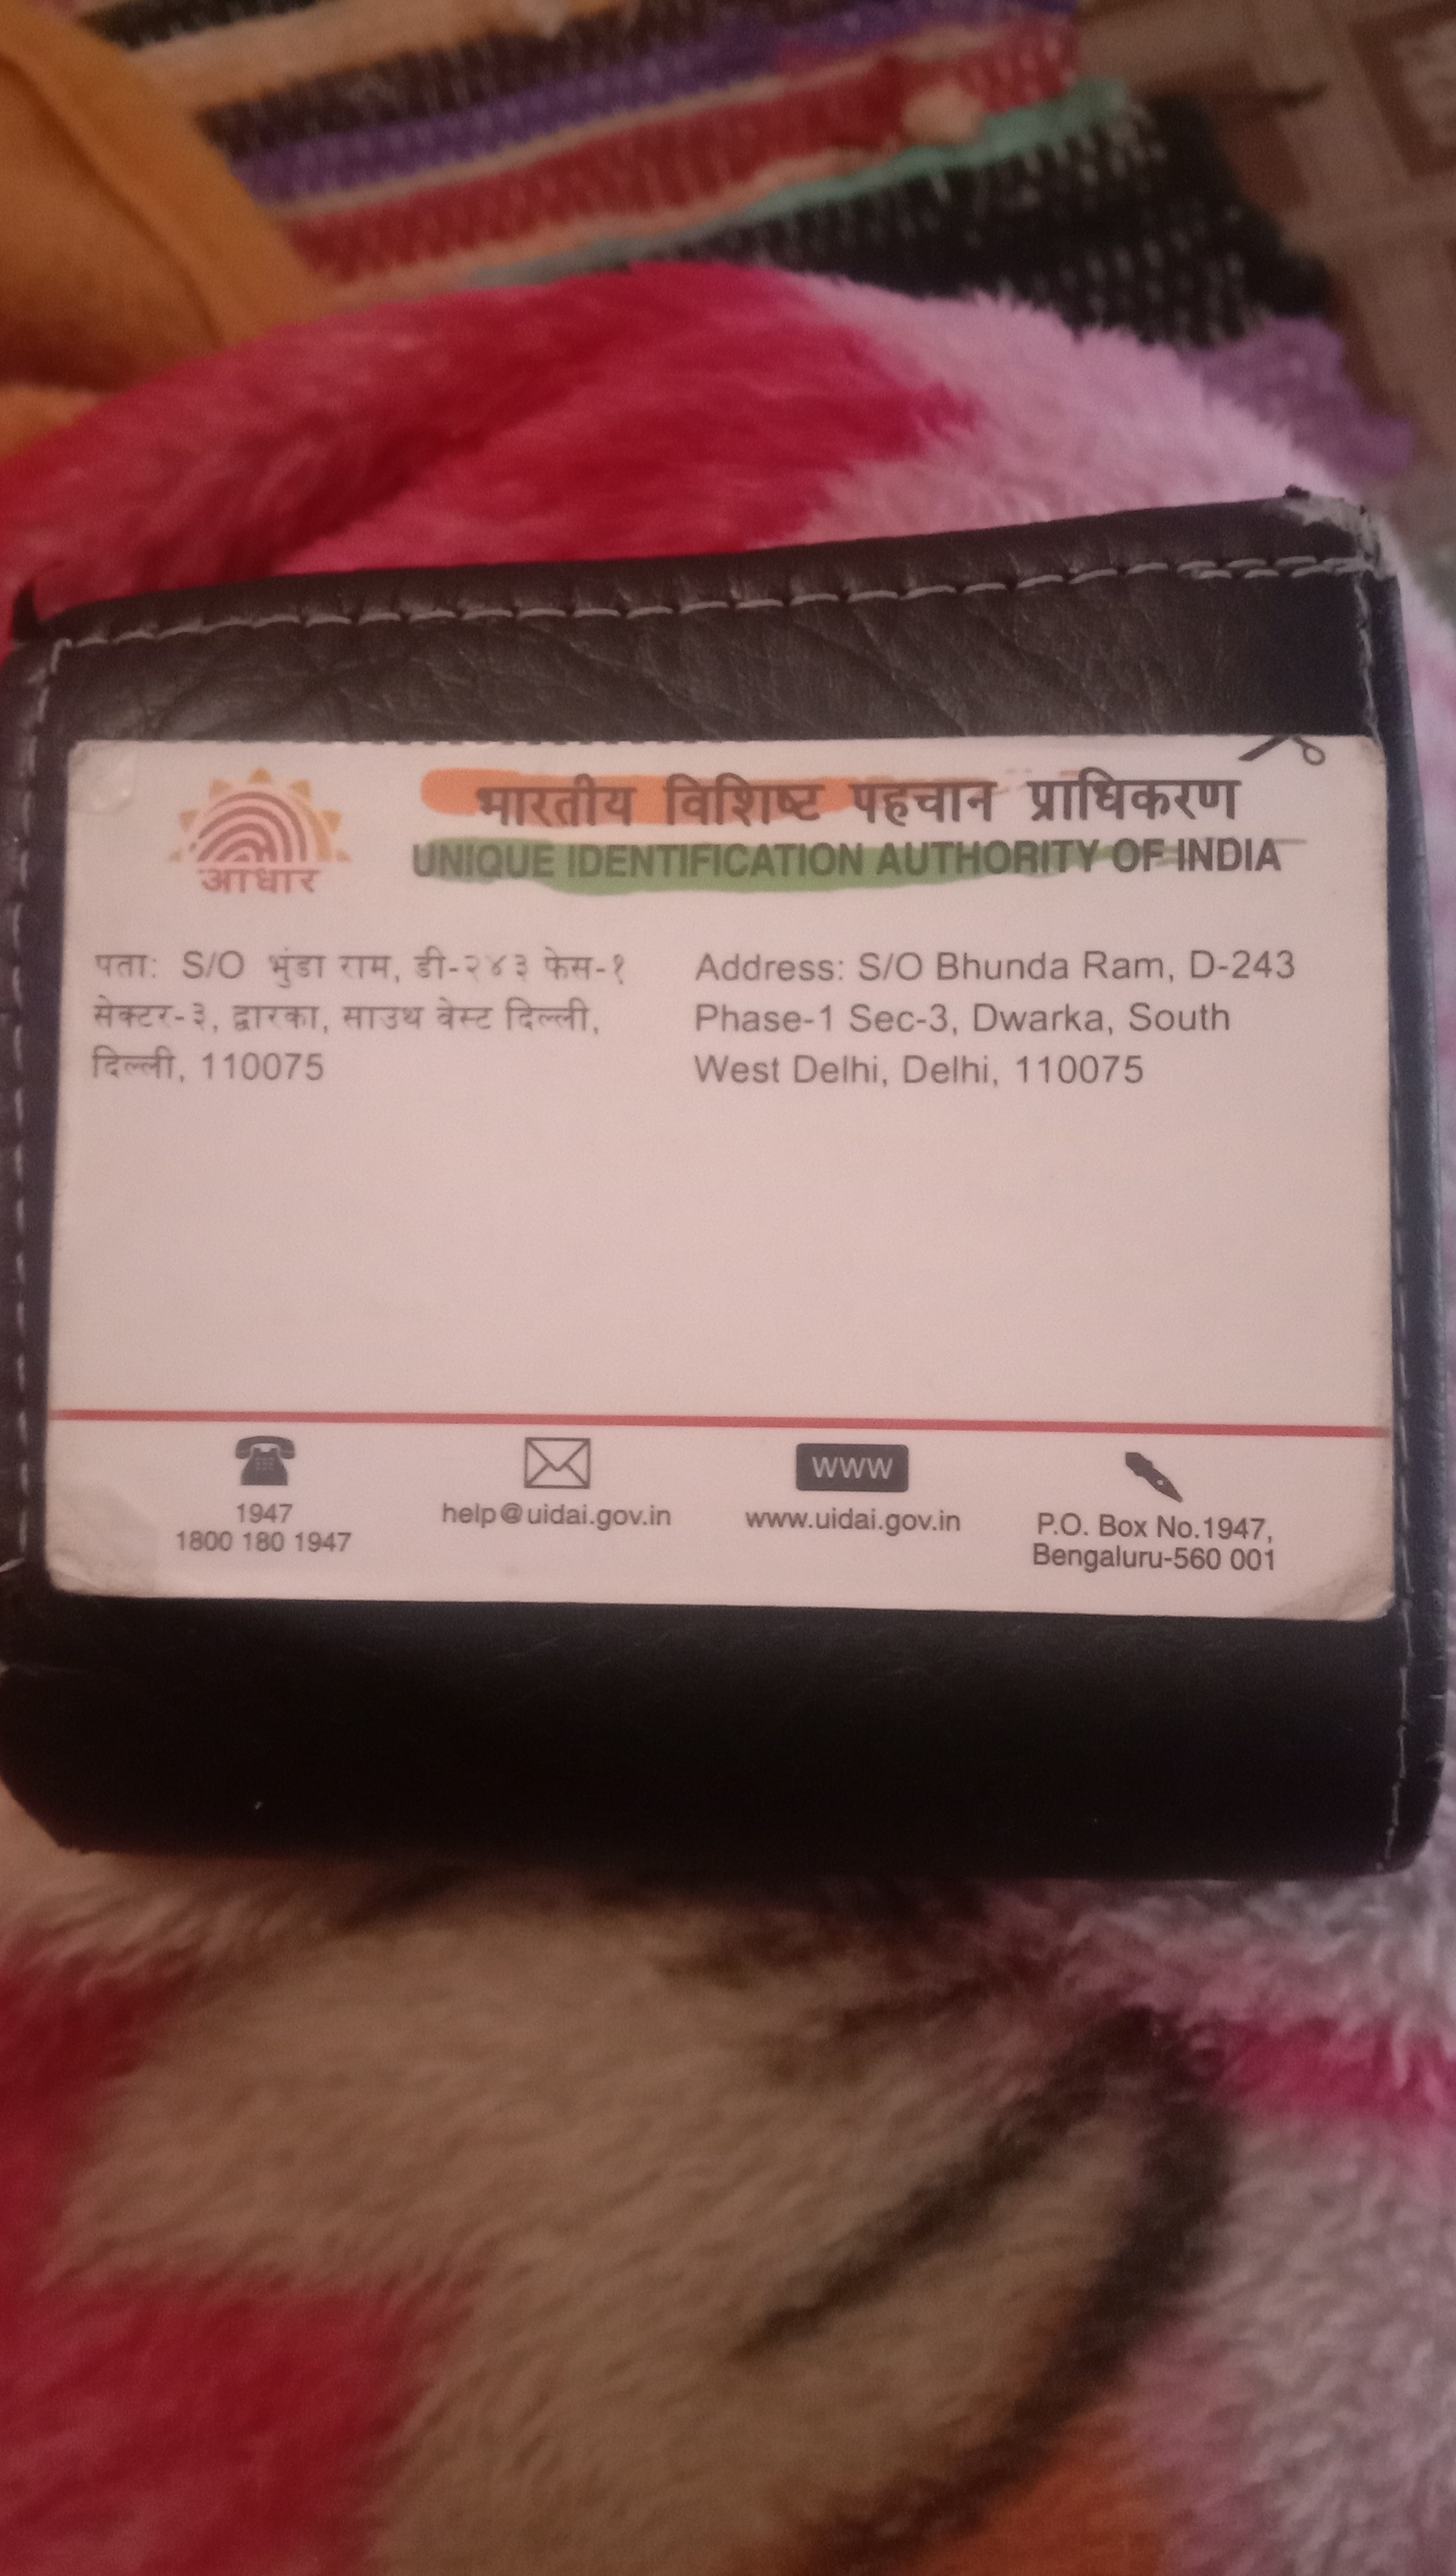 आधार
भारतीय विशिष्ट पहचान प्राधिकरण
UNIQUE IDENTIFICATION AUTHORITY OF INDIA
पता: S/O भुंडा राम, डी-२४३ फेस-१
सेक्टर-३, द्वारका, साउथ वेस्ट दिल्ली,
दिल्ली, 110075
Address: S/O Bhunda Ram, D-243
Phase-1 Sec-3, Dwarka, South
West Delhi, Delhi, 110075
1947
1800 180 1947
help@uidai.gov.in
WWW
www.uidai.gov.in
P.O. Box No.1947,
Bengaluru-560 001